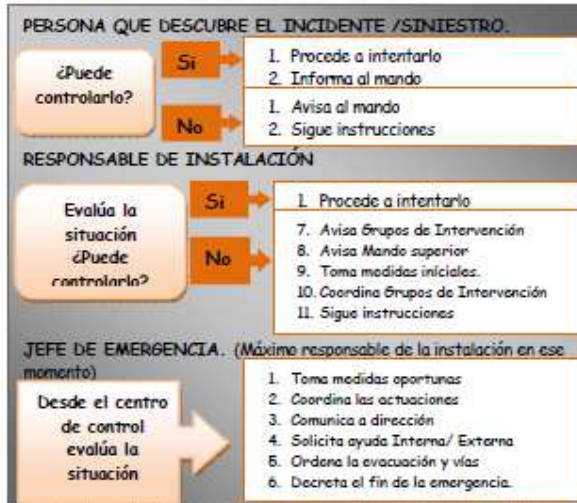 PERSONA QUE DESCUBRE EL INCIDENTE /SINIESTRO.
¿Puede
controlarlo?
Si
1. Procede a intentarlo
2. Informa al mando
No
1. Avisa al mando
2. Sigue instrucciones
RESPONSABLE DE INSTALACIÓN
Evalúa la
situación
¿Puede
controlarlo?
Si
1. Procede a intentarlo
No
7. Avisa Grupos de Intervención
8. Avisa Mando superior
9. Toma medidas iniciales.
10. Coordina Grupos de Intervención
11. Sigue instrucciones
JEFE DE EMERGENCIA. (Máximo responsable de la instalación en ese
momento)
Desde el centro
de control
evalúa la
situación
1. Toma medidas oportunas
2. Coordina las actuaciones
3. Comunica a dirección
4. Solicita ayuda Interna/ Externa
5. Ordena la evacuación y vías
6. Decreta el fin de la emergencia.